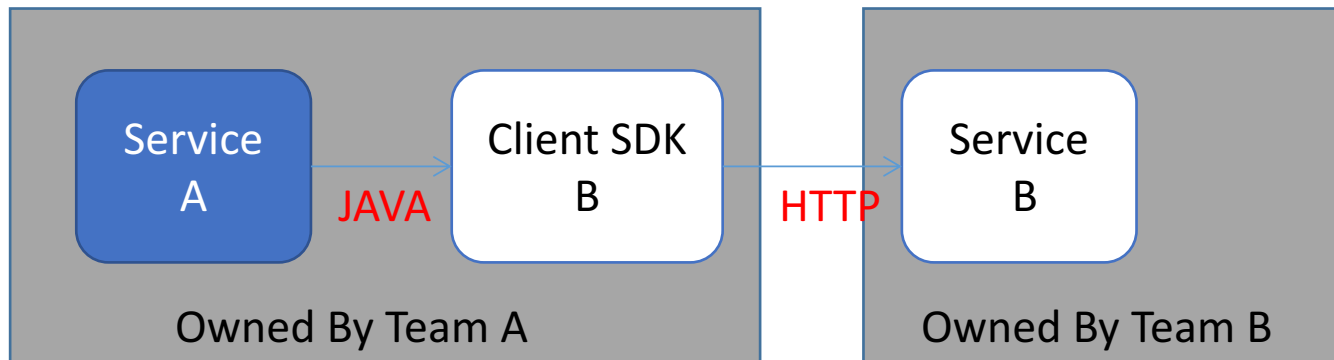 Service
A
JAVA
Client SDK
B
HTTP
Service
B
Owned By Team A
Owned By Team B